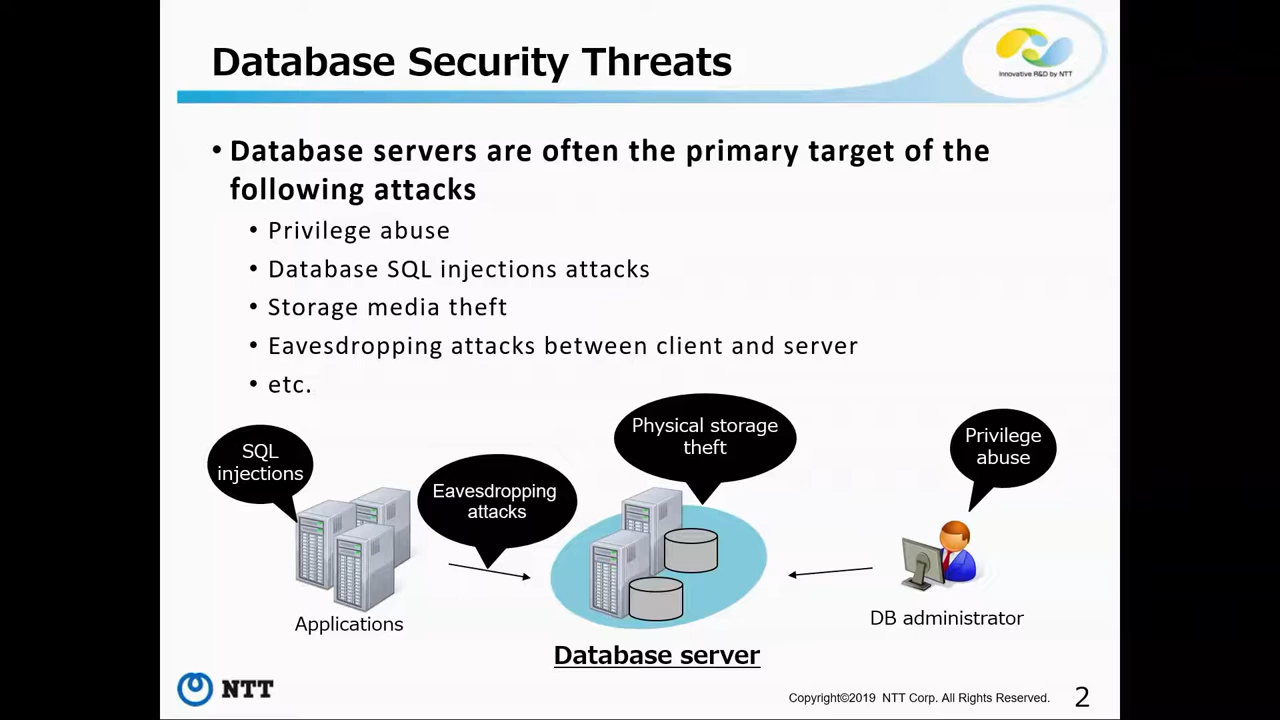 Database Security Threats
Innovative R&D by NTT
• Database servers are often the primary target of the
following attacks
• Privilege abuse
• Database SQL injections attacks
• Storage media theft
• Eavesdropping attacks between client and server
• etc.
SQL
injections
Eavesdropping
attacks
Physical storage
theft
Privilege
abuse
Applications
DB administrator
Database server
NTT
Copyright©2019 NTT Corp. All Rights Reserved.
2